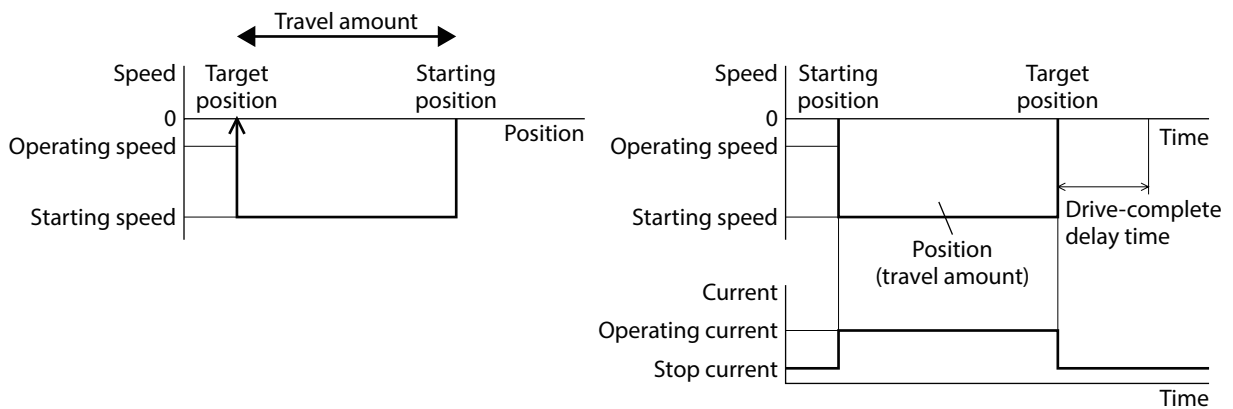 Travel amount
Speed
Target
position
Starting
position
0
Position
Operating speed
Starting speed
Speed
Starting
position
Target
position
0
Time
Operating speed
Starting speed
Drive-complete
delay time
Position
(travel amount)
Current
Operating current
Stop current
Time